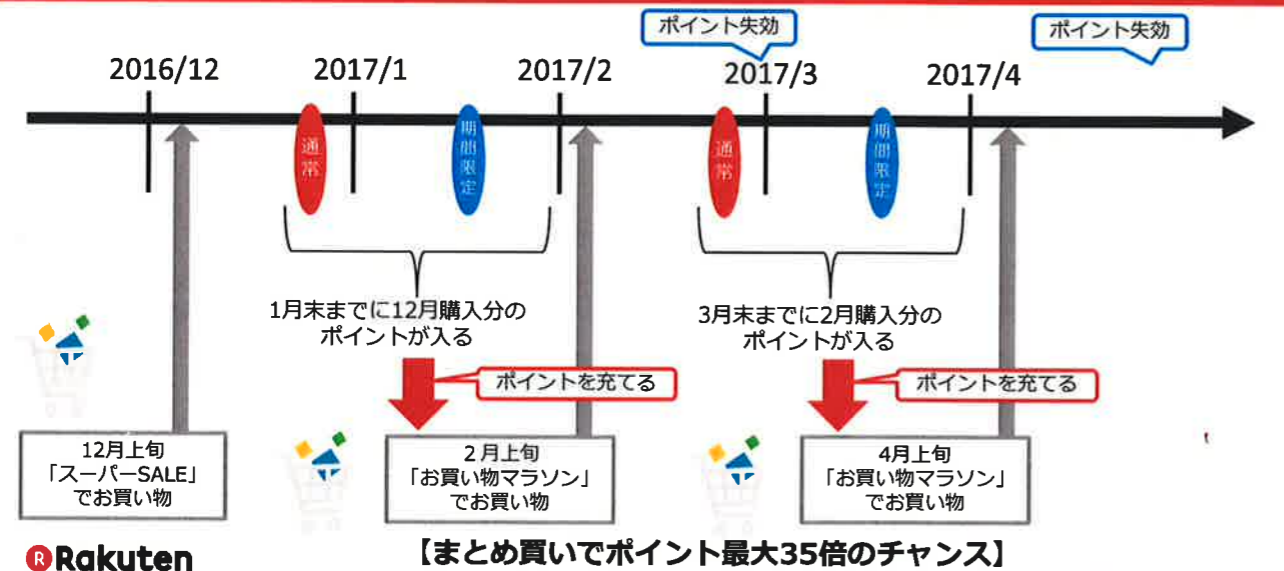 ポイント失効
ポイント失効
2016/12
2017/1
2017/2
2017/3
2017/4
通常
期間限定
通常
期間限定
1月末までに12月購入分の
ポイントが入る
3月末までに2月購入分の
ポイントが入る
ポイントを充てる
ポイントを充てる
12月上旬
「スーパーSALE」
でお買い物
2月上旬
「お買い物マラソン」
でお買い物
4月上旬
「お買い物マラソン」
でお買い物
R Rakuten
【まとめ買いでポイント最大35倍のチャンス】